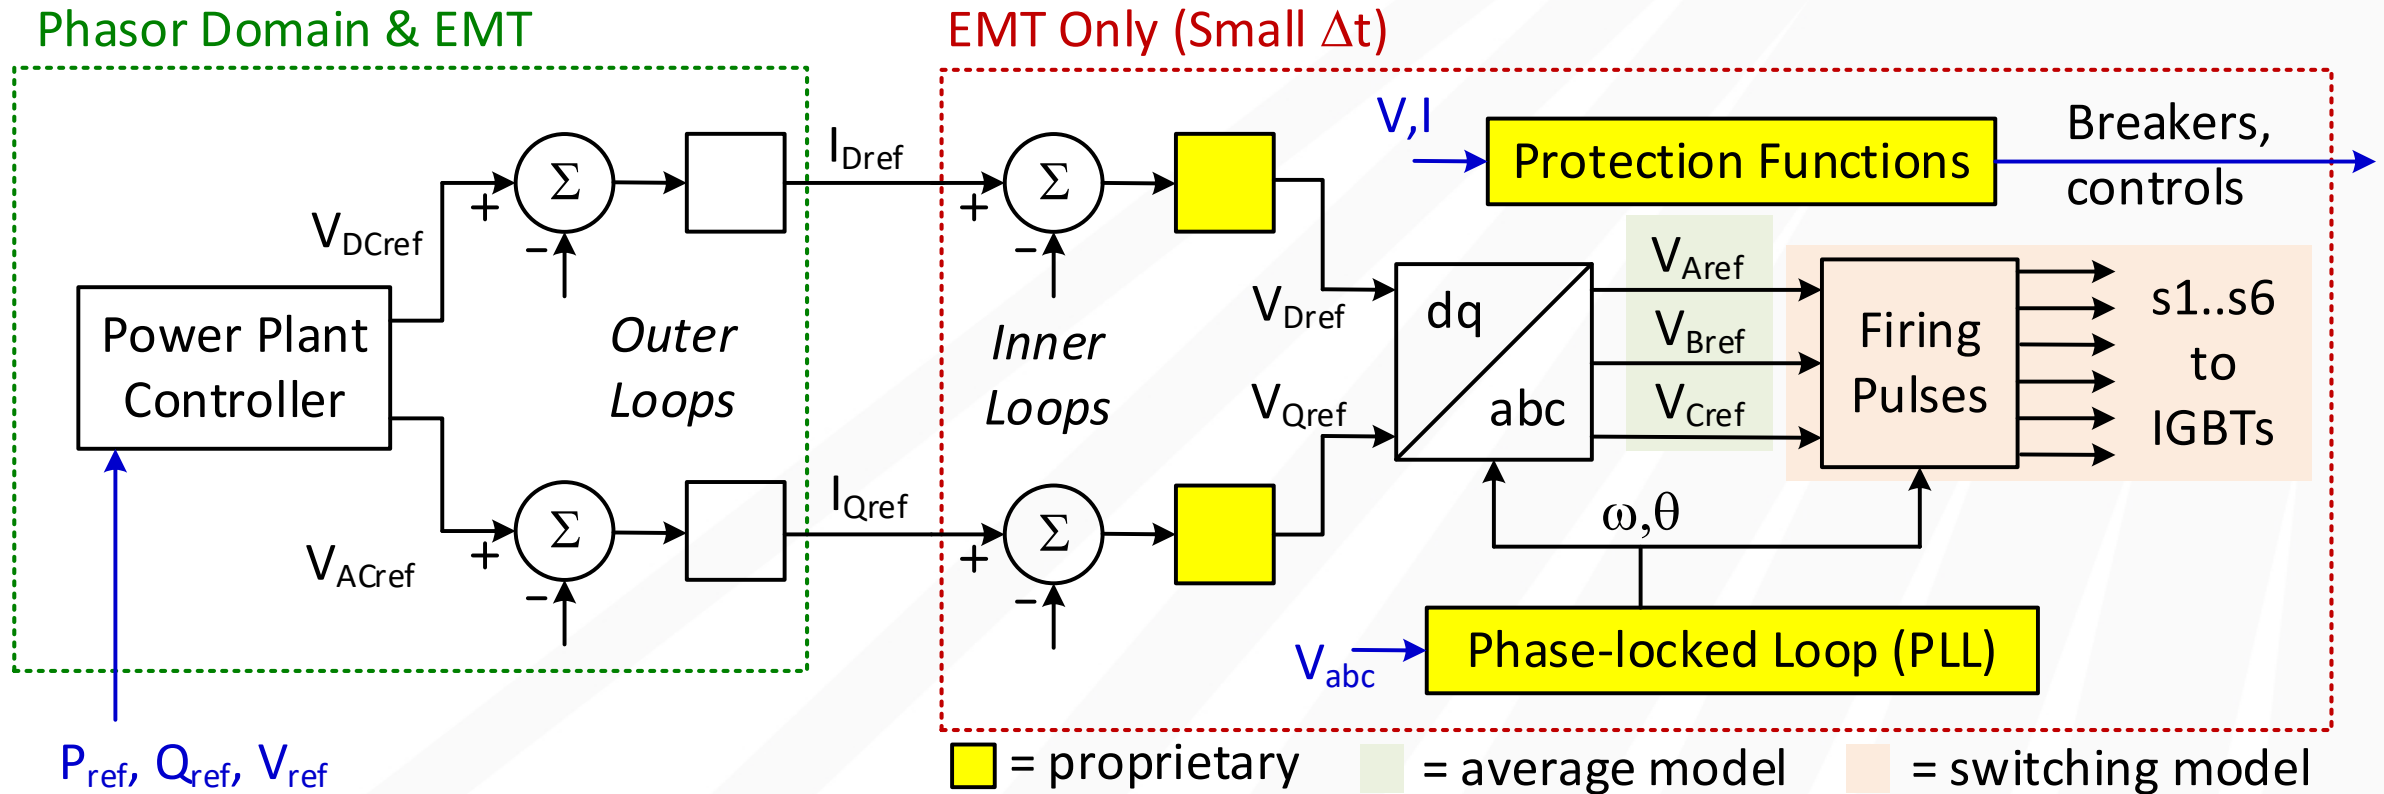 Phasor Domain & EMT
EMT Only (Small Δt)
Power Plant
Controller
P_ref, Q_ref, V_ref
V_DCref
V_ACref
+
−
Σ
+
−
Σ
Outer
Loops
I_Dref
I_Qref
+
−
Σ
+
−
Σ
Inner
Loops
V_Dref
V_Qref
dq
abc
V,I
Protection Functions
Breakers,
controls
V_Aref
V_Bref
V_Cref
Firing
Pulses
s1..s6
to
IGBTs
ω,θ
V_abc
Phase-locked Loop (PLL)
= proprietary
= average model
= switching model